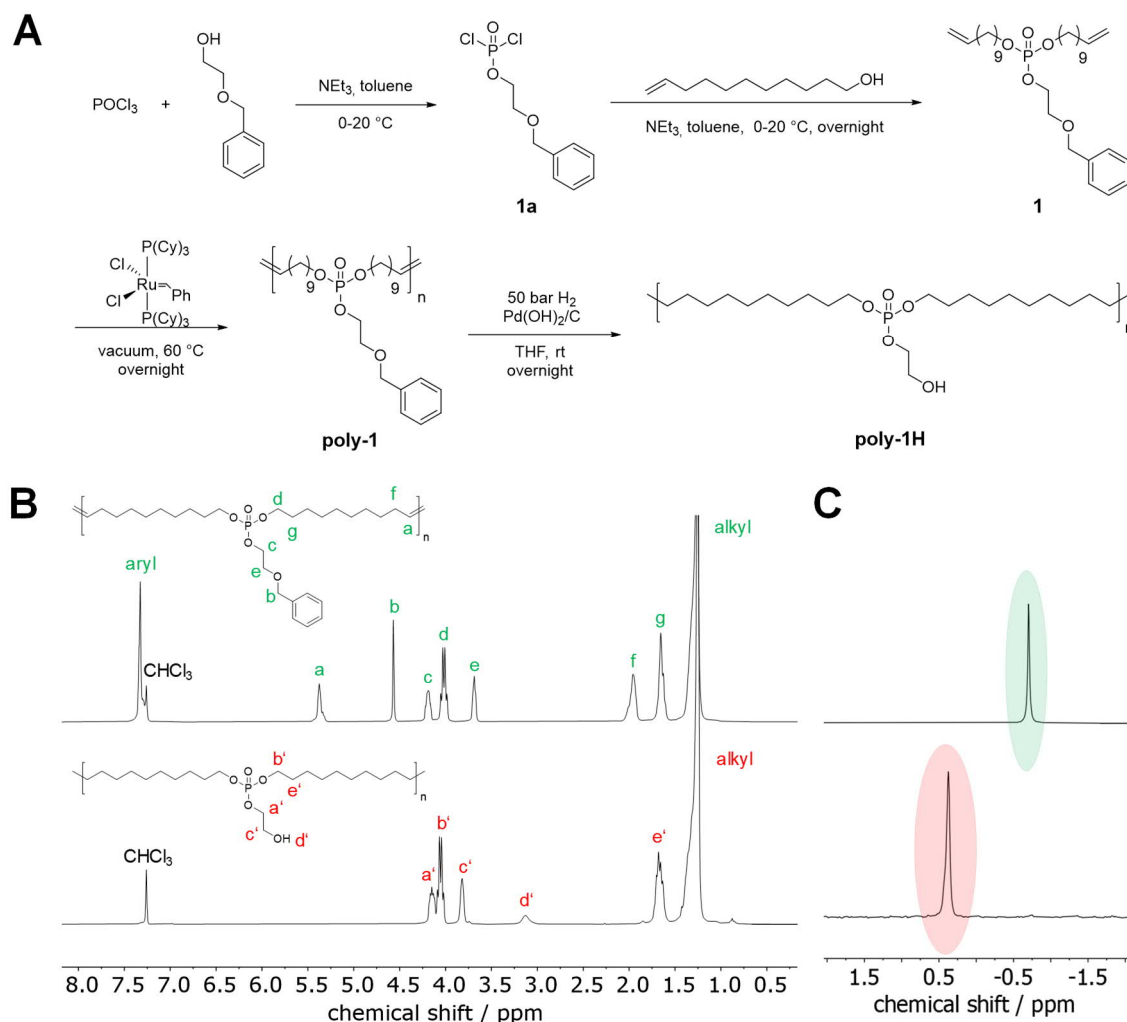 A
POCl3
+
OH
O
NEt3, toluene
0-20 °C
Cl O Cl
P
O
O
1a
OH
NEt3, toluene, 0-20 °C, overnight
9 O O O 9
P
O
O
1
P(Cy)3
Cl
Ru Ph
Cl
P(Cy)3
vacuum, 60 °C
overnight
9 O O O 9
P
O
n
O
poly-1
50 bar H2
Pd(OH)2/C
THF, rt
overnight
O O O
P
O
n
OH
poly-1H
B
O O O
P
O
n
O
d
f
g
a
c
e
b
aryl
CHCl3
a
b
c
d
e
f
g
alkyl
O O O
P
O
n
OH
b'
e'
a'
c'
d'
CHCl3
a'
b'
c'
d'
e'
alkyl
8.0 7.5 7.0 6.5 6.0 5.5 5.0 4.5 4.0 3.5 3.0 2.5 2.0 1.5 1.0 0.5
chemical shift / ppm
C
1.5 0.5 -0.5 -1.5
chemical shift / ppm